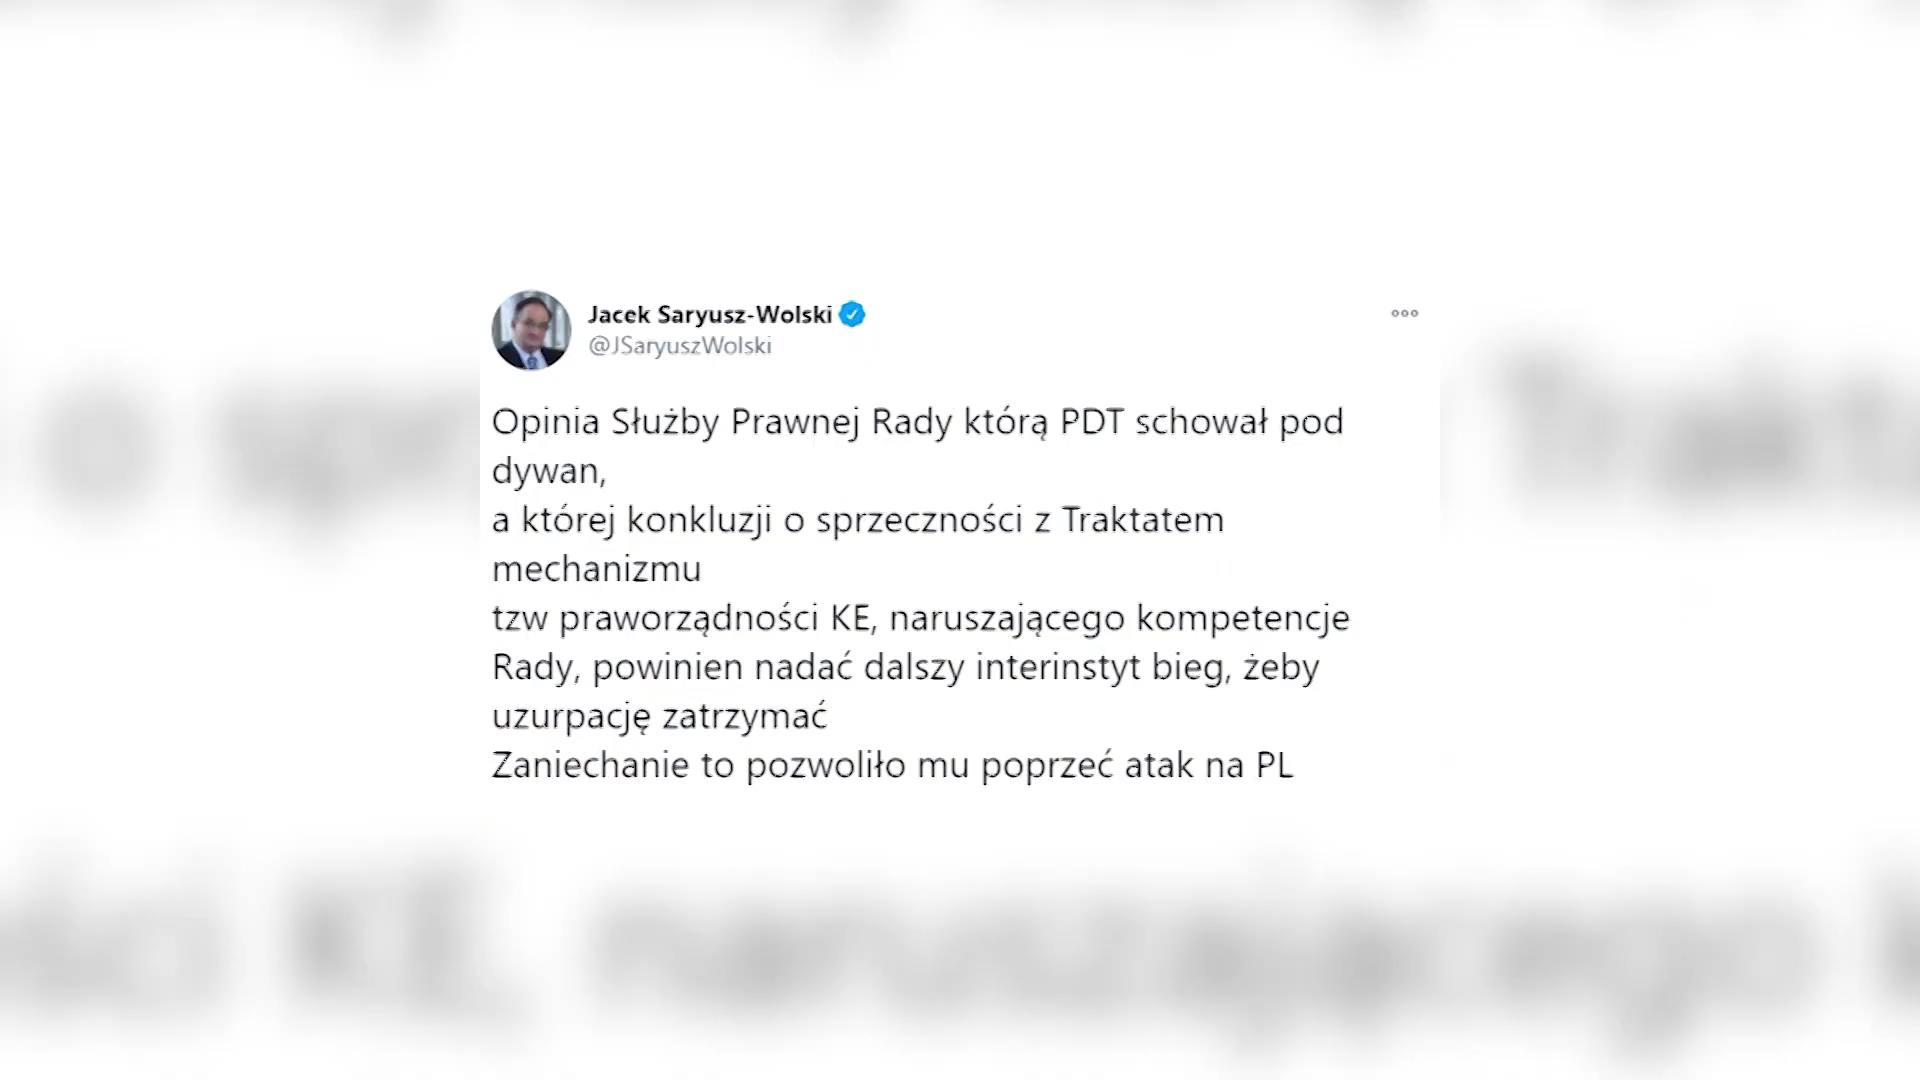 Jacek Saryusz-Wolski
@JSaryuszWolski
Opinia Służby Prawnej Rady którą PDT schował pod
dywan,
a której konkluzji o sprzeczności z Traktatem
mechanizmu
tzw praworządności KE, naruszającego kompetencje
Rady, powinien nadać dalszy interinstyt bieg, żeby
uzurpację zatrzymać
Zaniechanie to pozwoliło mu poprzeć atak na PL